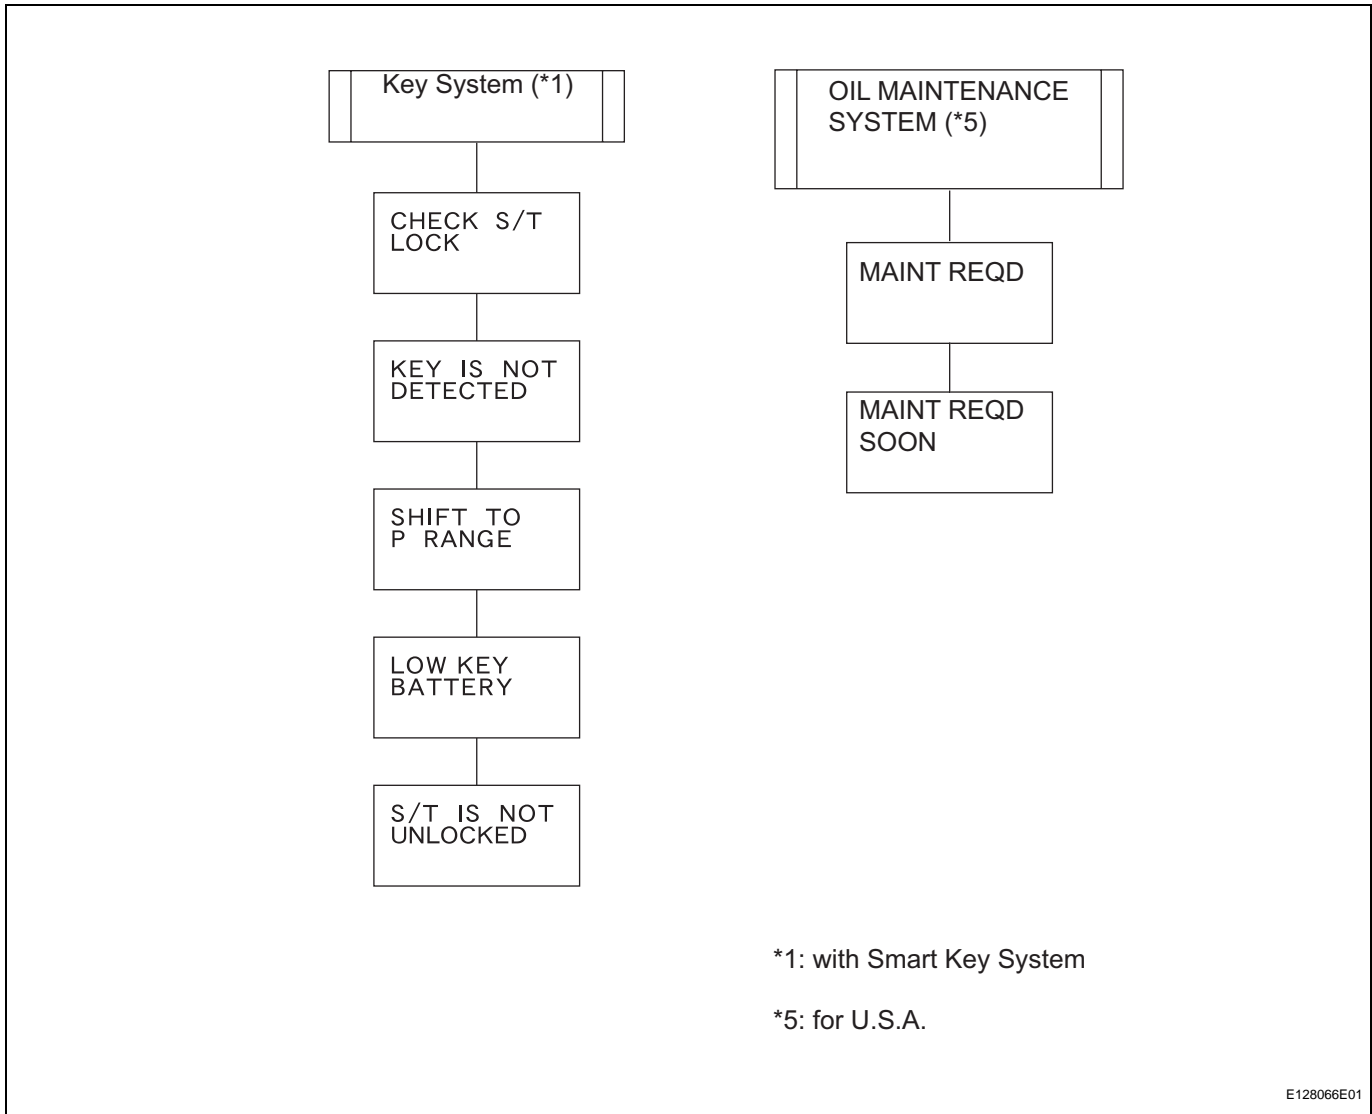 Key System (*1)
CHECK S/T
LOCK
KEY IS NOT
DETECTED
SHIFT TO
P RANGE
LOW KEY
BATTERY
S/T IS NOT
UNLOCKED
OIL MAINTENANCE
SYSTEM (*5)
MAINT REQD
MAINT REQD
SOON
*1: with Smart Key System
*5: for U.S.A.
E128066E01